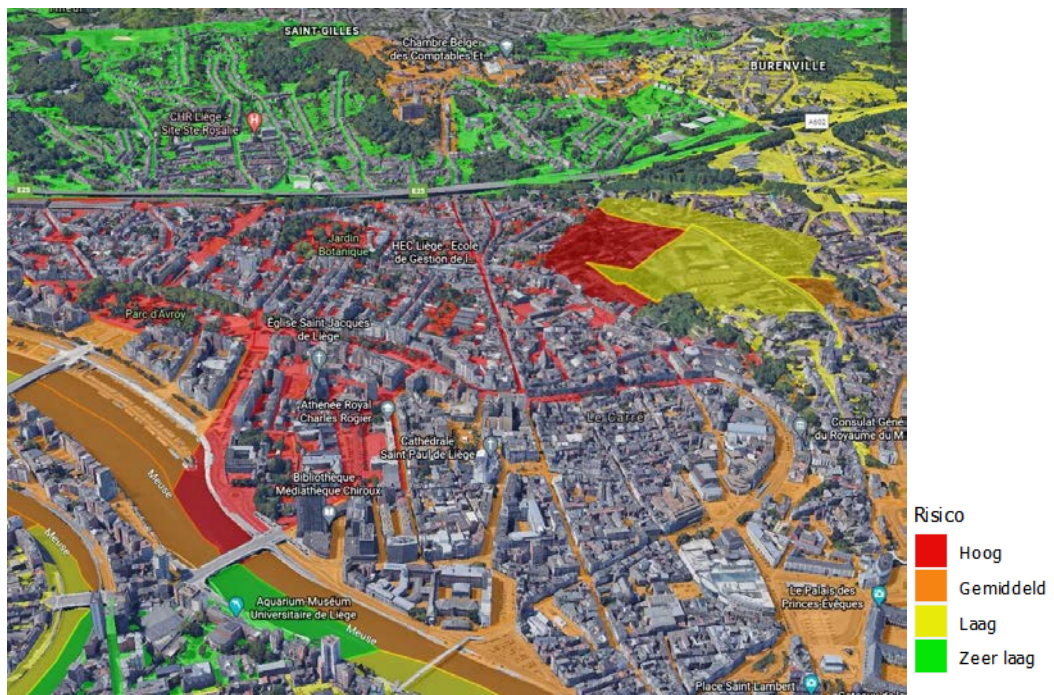 SAINT-GILLES
Chambre Belge
des Comptables Et
BURENVILLE
CHR Liège -
Site Ste Rosalie
A602
E25
E25
Jardin
Botanique
HEC Liège - Ecole
de Gestion de l...
Parc d'Avroy
Église Saint-Jacques
de Liège
Athénée Royal
Charles Rogier
Le Carré
Consulat Géné
du Royaume du M
Cathédrale
Saint Paul de Liège
Meuse
Bibliothèque -
Médiathèque Chiroux
Risico
Hoog
Gemiddeld
Laag
Zeer laag
Meuse
Aquarium-Muséum
Universitaire de Liège
Meuse
Le Palais des
Princes-Évêques
Place Saint-Lambert